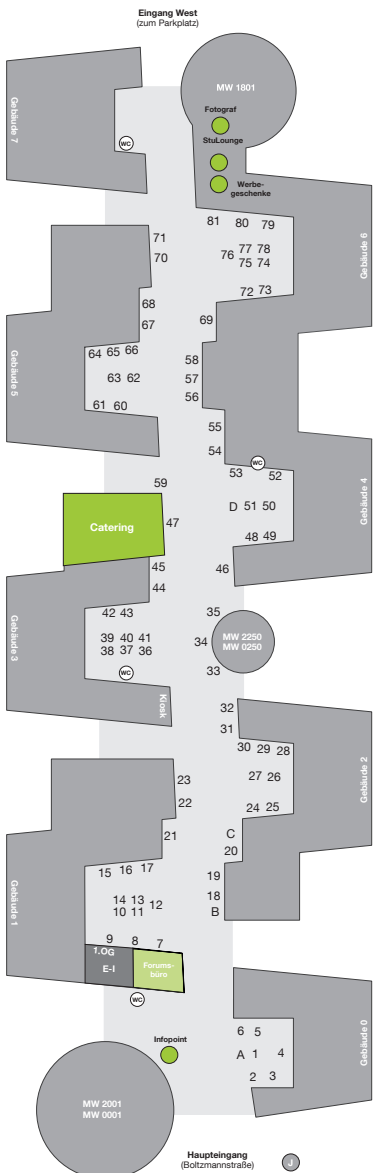 Eingang West
(zum Parkplatz)
MW 1801
Fotograf
StuLounge
Werbe-
geschenke
Gebäude 7
WC
81 80 79
77 78
76
75 74
72 73
Gebäude 6
71
70
68
67
69
64 65 66
63 62
61 60
Gebäude 5
58
57
56
55
54
53 WC 52
D 51 50
48 49
46
Gebäude 4
59
Catering
47
45
44
42 43
39 40 41
38 37 36
WC
Kiosk
Gebäude 3
35
34
33
MW 2250
MW 0250
32
31
30 29 28
27 26
24 25
C
20
19
18
B
Gebäude 2
23
22
21
15 16 17
14 13
12
10 11
9 8 7
1.OG
E-I
Forums-
büro
WC
Gebäude 1
6 5
A 1 4
2 3
Gebäude 0
Infopoint
MW 2001
MW 0001
Haupteingang
(Boltzmannstraße)
J